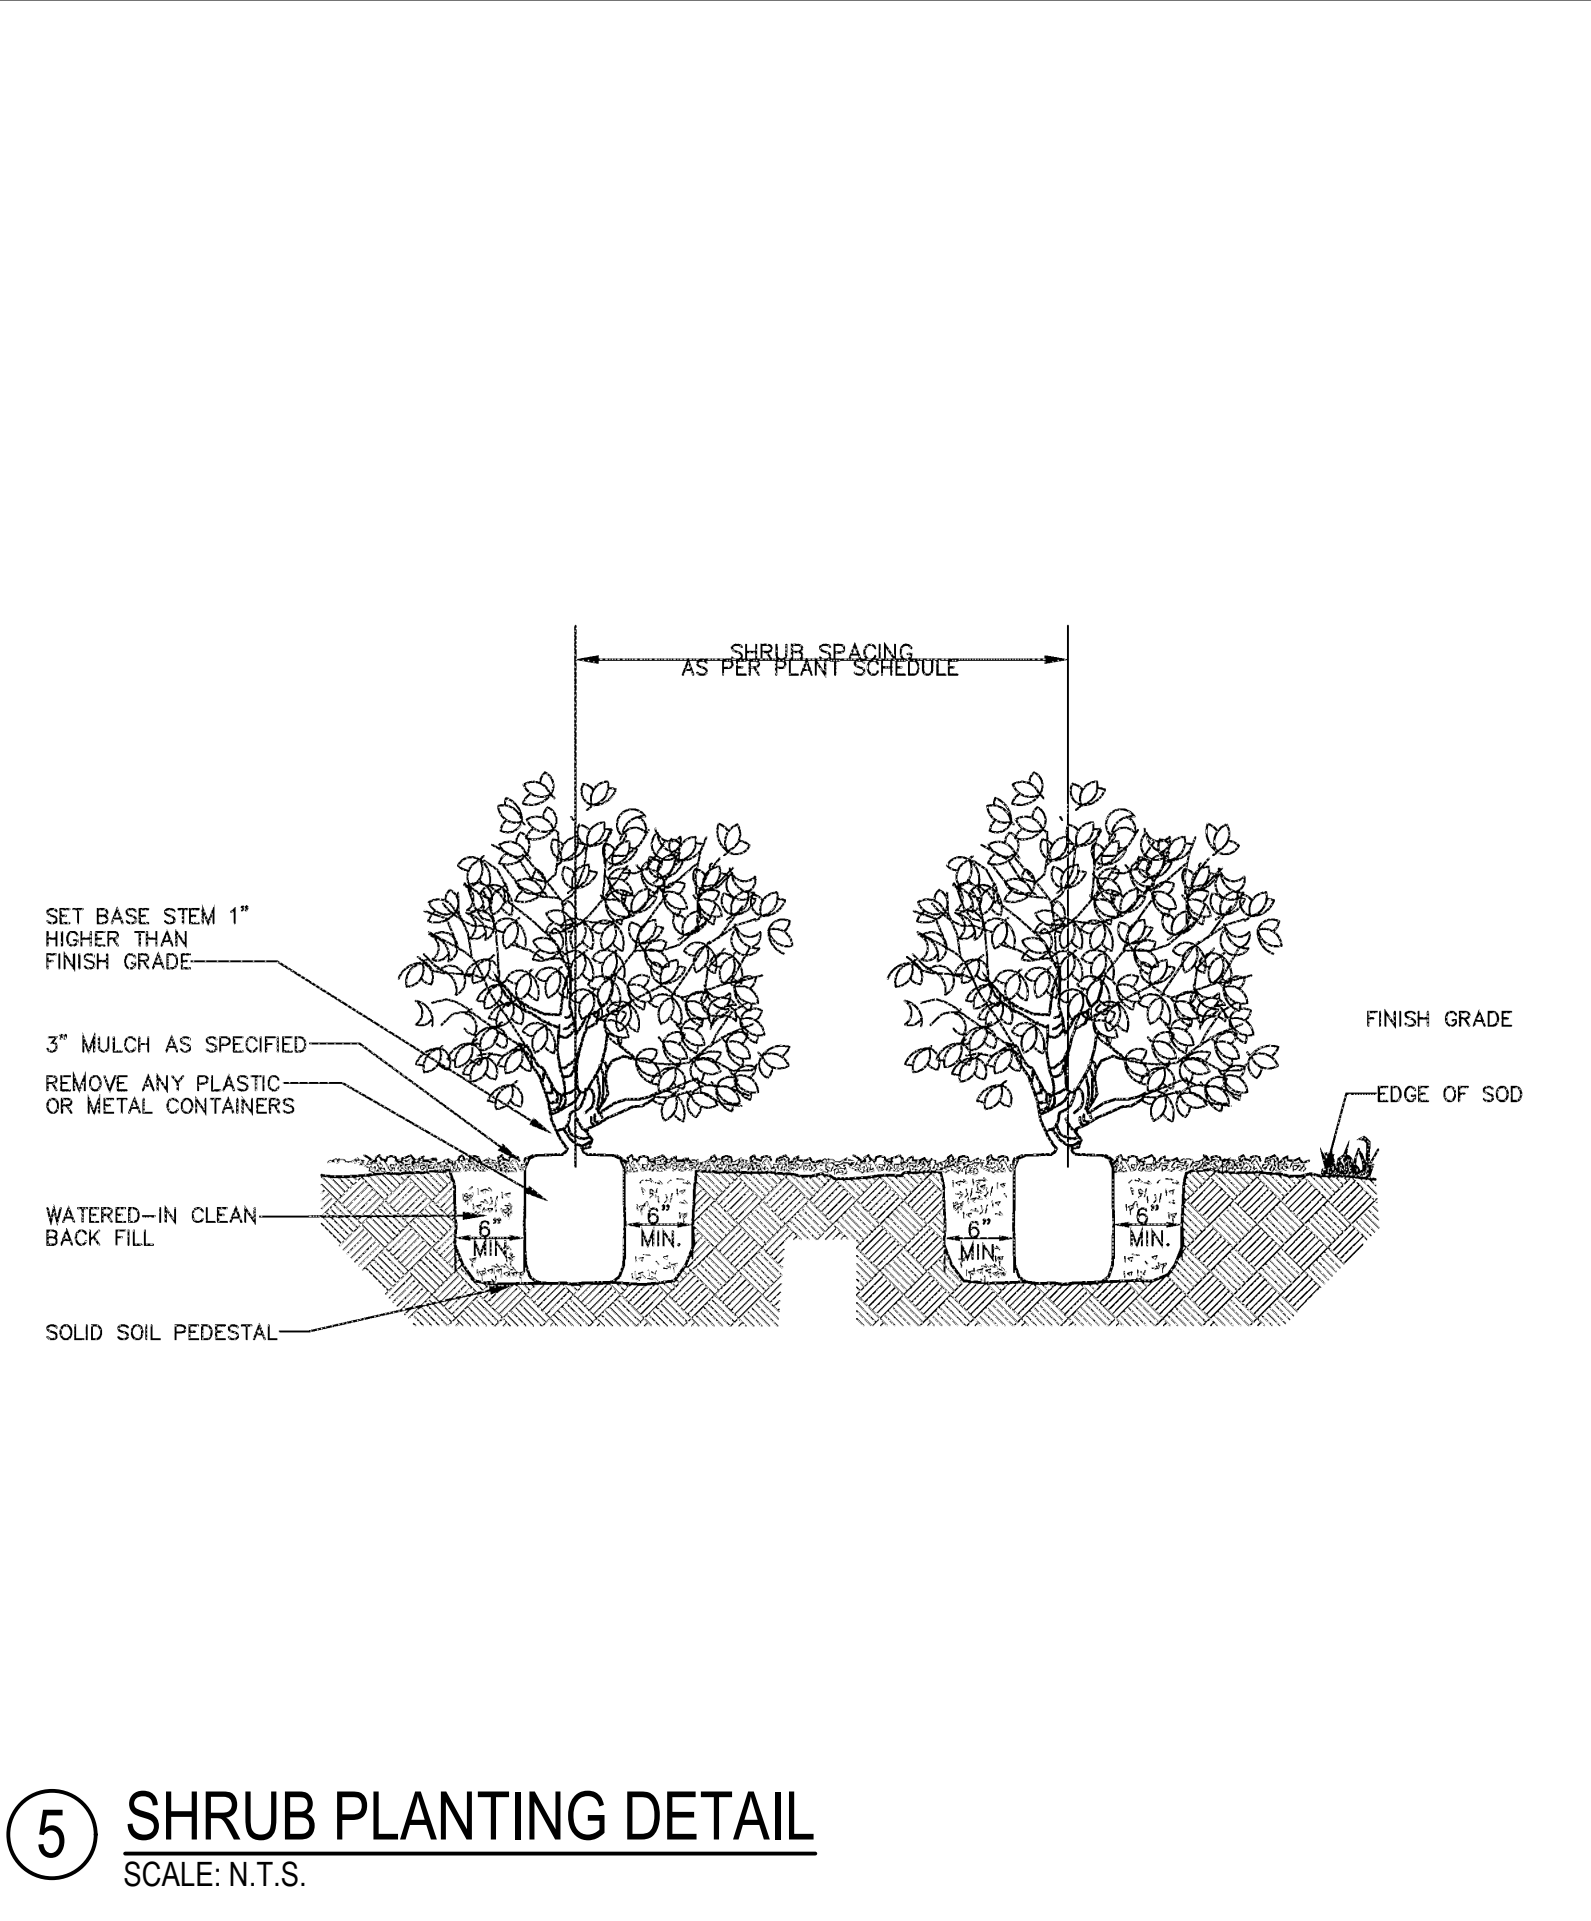 SHRUB SPACING
AS PER PLANT SCHEDULE
SET BASE STEM 1"
HIGHER THAN
FINISH GRADE
3" MULCH AS SPECIFIED
REMOVE ANY PLASTIC
OR METAL CONTAINERS
WATERED-IN CLEAN
BACK FILL
SOLID SOIL PEDESTAL
6"
MIN.
6"
MIN.
6"
MIN.
6"
MIN.
FINISH GRADE
EDGE OF SOD
5
SHRUB PLANTING DETAIL
SCALE: N.T.S.